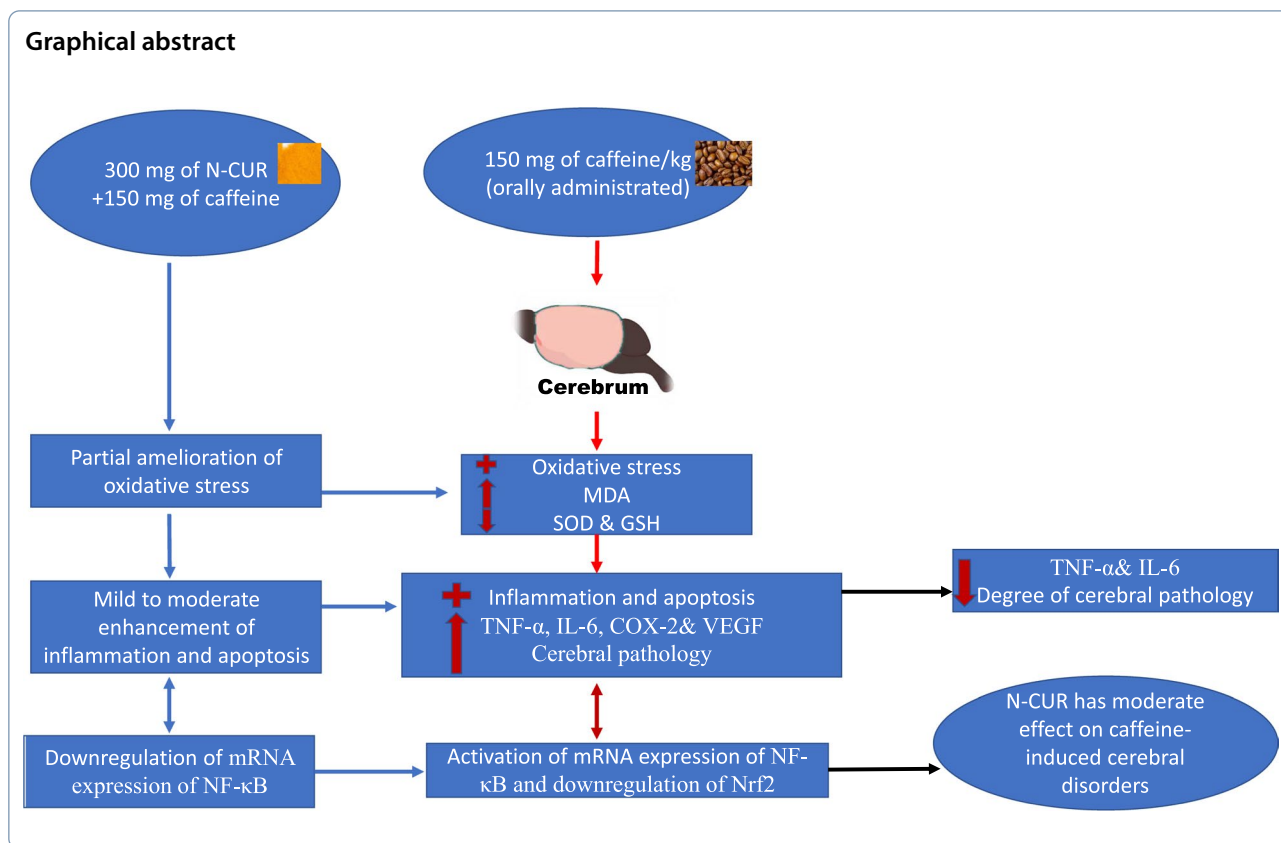 Graphical abstract
300 mg of N-CUR
+150 mg of caffeine
150 mg of caffeine/kg
(orally administrated)
Cerebrum
Partial amelioration of
oxidative stress
Oxidative stress
MDA
SOD & GSH
Mild to moderate
enhancement of
inflammation and apoptosis
Inflammation and apoptosis
TNF-α, IL-6, COX-2& VEGF
Cerebral pathology
TNF-α& IL-6
Degree of cerebral pathology
Downregulation of mRNA
expression of NF-κB
Activation of mRNA expression of NF-
κB and downregulation of Nrf2
N-CUR has moderate
effect on caffeine-
induced cerebral
disorders